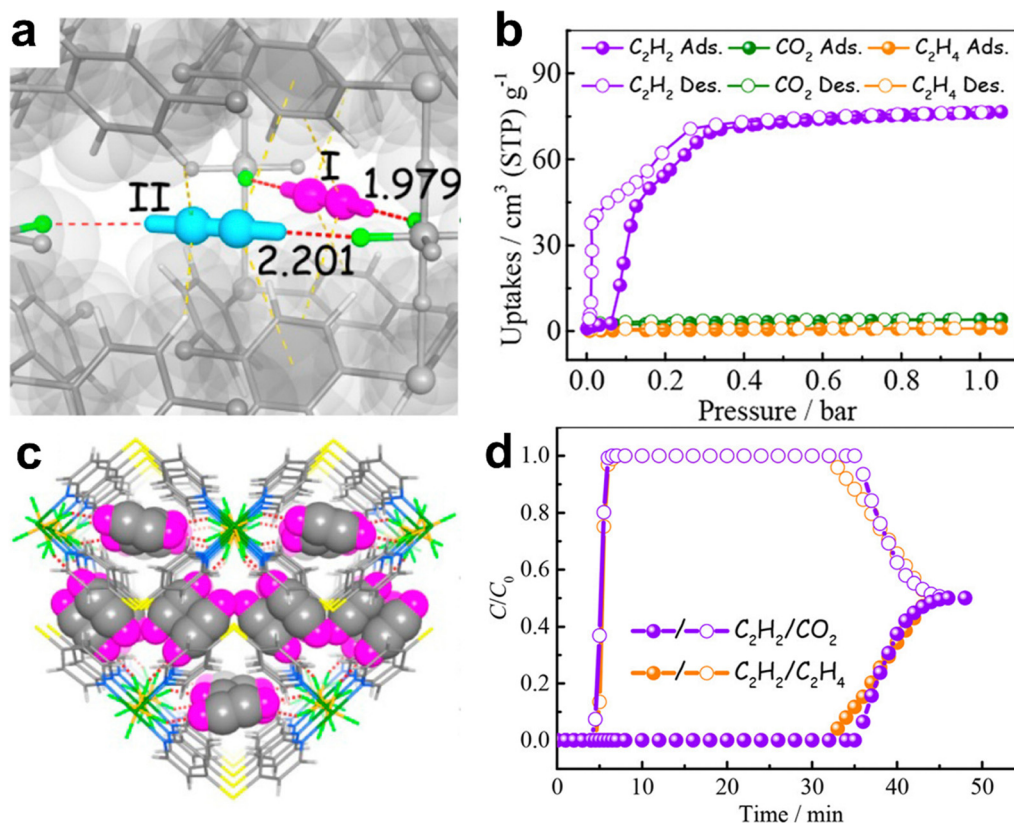 a
II
I
1.979
2.201
b
C₂H₂ Ads. CO₂ Ads. C₂H₄ Ads.
C₂H₂ Des. CO₂ Des. C₂H₄ Des.
90
60
30
0
Uptakes / cm³ (STP) g⁻¹
0.0 0.2 0.4 0.6 0.8 1.0
Pressure / bar
c
d
1.0
0.8
0.6
0.4
0.2
0.0
C/C₀
/ C₂H₂/CO₂
/ C₂H₂/C₂H₄
0 10 20 30 40 50
Time / min